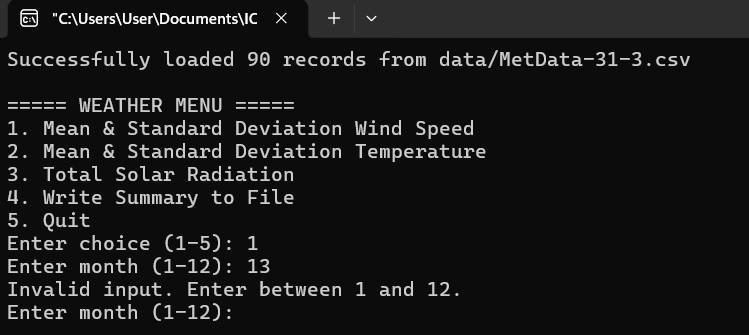 "C:\Users\User\Documents\IC
Successfully loaded 90 records from data/MetData-31-3.csv
===== WEATHER MENU =====
1. Mean & Standard Deviation Wind Speed
2. Mean & Standard Deviation Temperature
3. Total Solar Radiation
4. Write Summary to File
5. Quit
Enter choice (1-5): 1
Enter month (1-12): 13
Invalid input. Enter between 1 and 12.
Enter month (1-12):